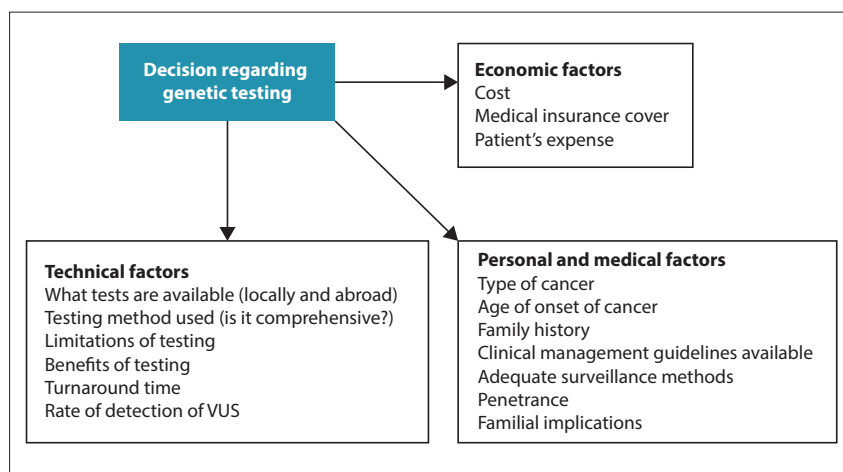 Decision regarding
genetic testing
Economic factors
Cost
Medical insurance cover
Patient's expense
Technical factors
What tests are available (locally and abroad)
Testing method used (is it comprehensive?)
Limitations of testing
Benefits of testing
Turnaround time
Rate of detection of VUS
Personal and medical factors
Type of cancer
Age of onset of cancer
Family history
Clinical management guidelines available
Adequate surveillance methods
Penetrance
Familial implications